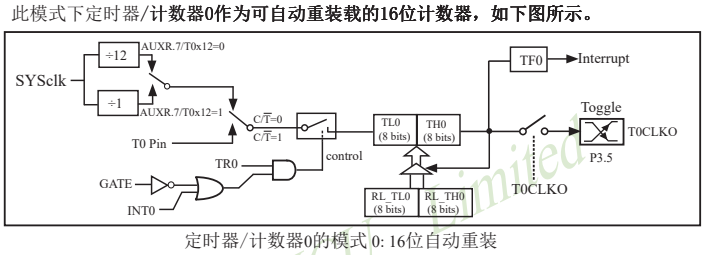 此模式下定时器/计数器0作为可自动重装载的16位计数器，如下图所示。
÷12
AUXR.7/T0x12=0
SYSclk
÷1
AUXR.7/T0x12=1
T0 Pin
C/T̅=0
C/T̅=1
control
TR0
GATE
INT0
TL0
(8 bits)
TH0
(8 bits)
RL_TL0
(8 bits)
RL_TH0
(8 bits)
TF0
Interrupt
Toggle
T0CLKO
P3.5
T0CLKO
Limited
定时器/计数器0的模式 0: 16位自动重装